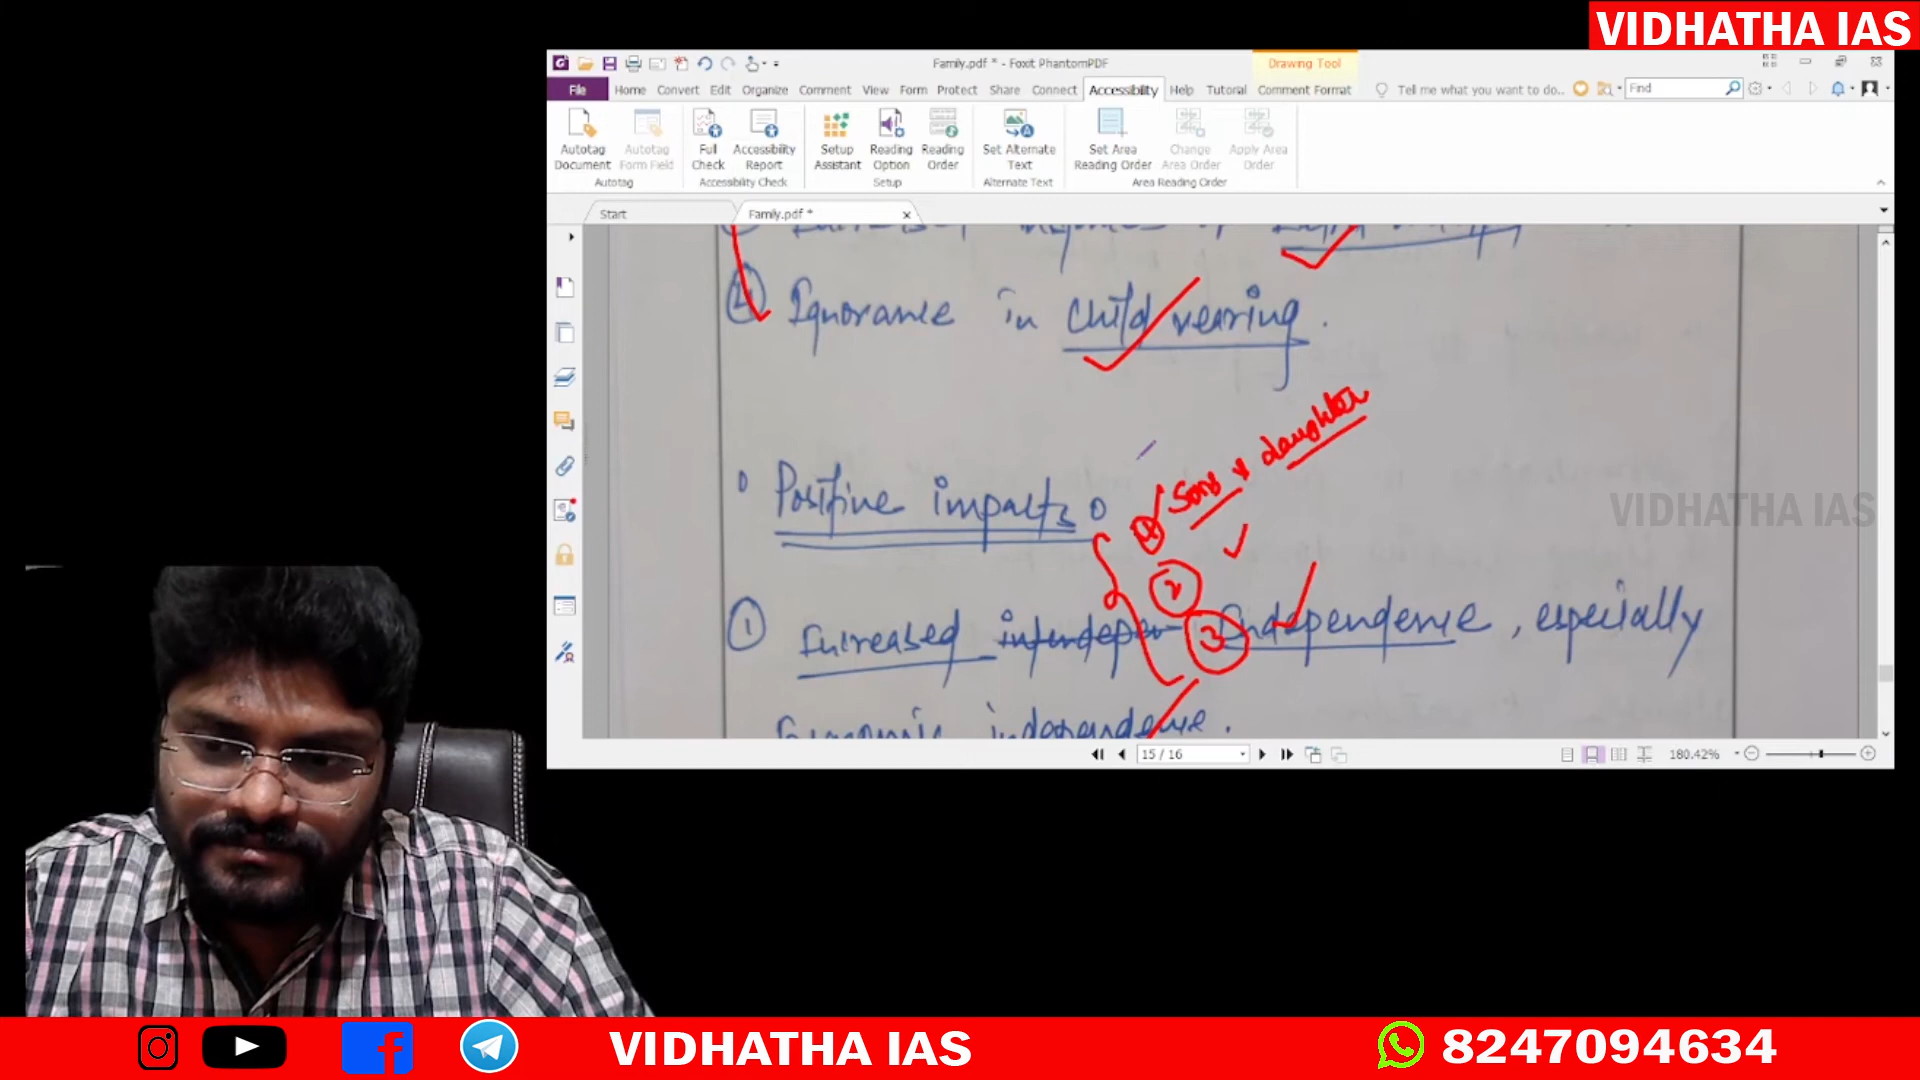 VIDHATHA IAS
Family.pdf * - Foxit PhantomPDF
Drawing Tool
File Home Convert Edit Organize Comment View Form Protect Share Connect Accessibility Help Tutorial Comment Format Tell me what you want to do.. Find
Autotag Document
Autotag Form Field
Full Check
Accessibility Report
Setup Assistant
Reading Option
Reading Order
Set Alternate Text
Set Area Reading Order
Change Area Order
Apply Area Order
Autotag Accessibility Check Setup Alternate Text Area Reading Order
Start Family.pdf *
4 Ignorance in child rearing.
Sons v daughter
Positive impacts
VIDHATHA IAS
2
1 Increased Independence, especially
3
Economic independence.
15 / 16
180.42%
VIDHATHA IAS 8247094634